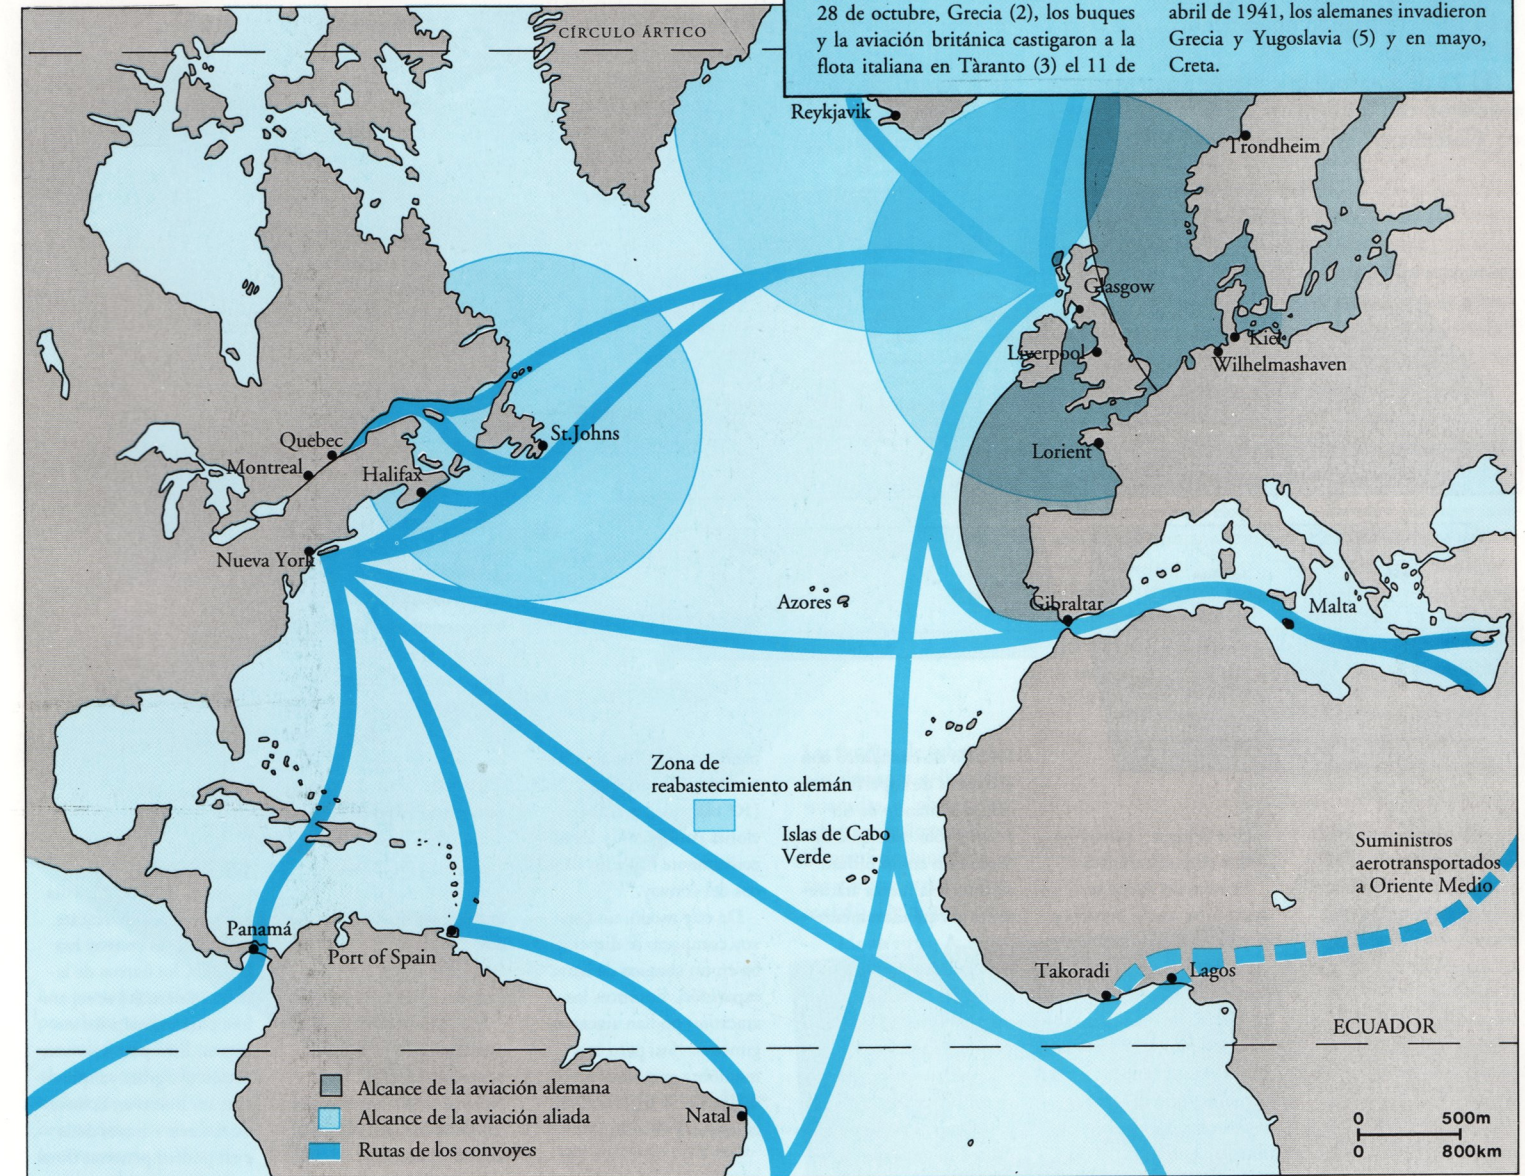 28 de octubre, Grecia (2), los buques
y la aviación británica castigaron a la
flota italiana en Tàranto (3) el 11 de
abril de 1941, los alemanes invadieron
Grecia y Yugoslavia (5) y en mayo,
Creta.
CÍRCULO ÁRTICO
Reykjavik
Trondheim
Glasgow
Liverpool
Kiel
Wilhelmashaven
Lorient
St.Johns
Quebec
Montreal
Halifax
Nueva York
Azores
Gibraltar
Malta
Zona de
reabastecimiento alemán
Islas de Cabo
Verde
Suministros
aerotransportados
a Oriente Medio
Panamá
Port of Spain
Takoradi
Lagos
ECUADOR
Natal
Alcance de la aviación alemana
Alcance de la aviación aliada
Rutas de los convoyes
0 500m
0 800km